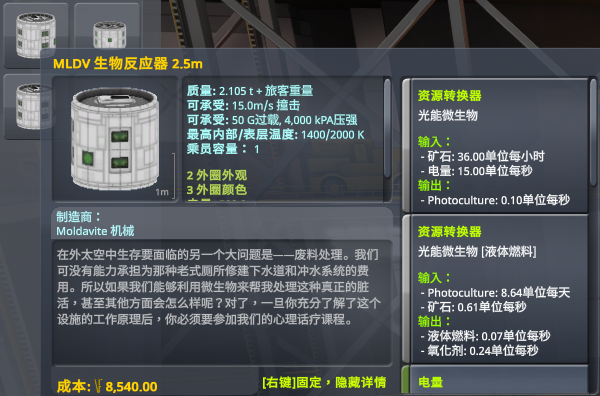 MLDV 生物反应器 2.5m
质量: 2.105 t + 旅客重量
可承受: 15.0m/s 撞击
可承受: 50 G过载, 4,000 kPA压强
最高内部/表层温度: 1400/2000 K
乘员容量： 1
2 外圈外观
3 外圈颜色
1m
制造商：
Moldavite 机械
在外太空中生存要面临的另一个大问题是——废料处理。我们
可没有能力承担为那种老式厕所修建下水道和冲水系统的费
用。所以如果我们能够利用微生物来帮我处理这种真正的脏
活，甚至其他方面会怎么样呢？对了，一旦你充分了解了这个
设施的工作原理后，你必须要参加我们的心理话疗课程。
成本: 8,540.00
[右键]固定，隐藏详情
资源转换器
光能微生物
输入：
- 矿石: 36.00单位每小时
- 电量: 15.00单位每秒
输出：
- Photoculture: 0.10单位每秒
资源转换器
光能微生物 [液体燃料]
输入：
- Photoculture: 8.64单位每天
- 矿石: 0.61单位每秒
输出：
- 液体燃料: 0.07单位每秒
- 氧化剂: 0.24单位每秒
电量